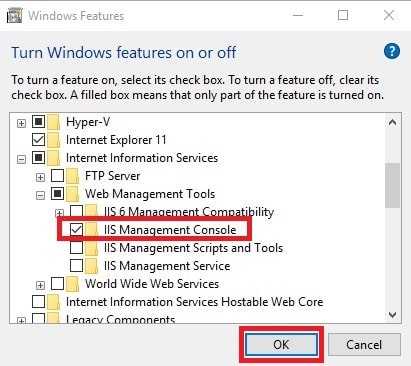 Windows Features
Turn Windows features on or off
To turn a feature on, select its check box. To turn a feature off, clear its
check box. A filled box means that only part of the feature is turned on.
Hyper-V
Internet Explorer 11
Internet Information Services
FTP Server
Web Management Tools
IIS 6 Management Compatibility
IIS Management Console
IIS Management Scripts and Tools
IIS Management Service
World Wide Web Services
Internet Information Services Hostable Web Core
Legacy Components
OK
Cancel